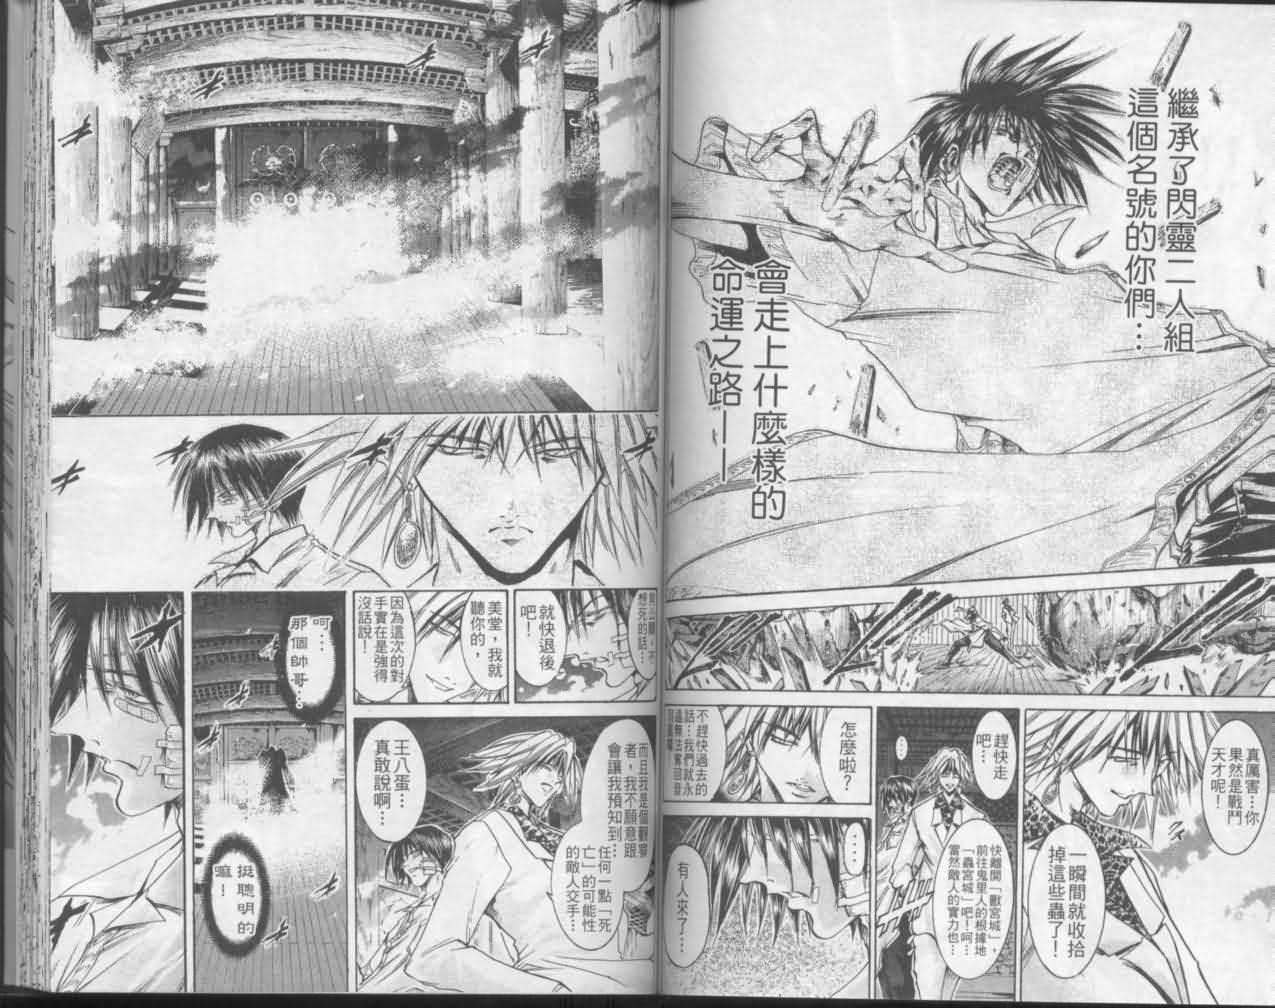 繼承了閃靈二人組
這個名號的你們…
會走上什麼樣的
命運之路——
真厲害…你
果然是戰鬥
天才呢！
一瞬間就收拾
掉這些蟲了！
趕快走
吧…
快離開「獸宮城」，
前往鬼里人的根據地
「蟲宮城」吧！呵…
當然敵人的實力也…
…
怎麼啦？
不趕快過去的
話…我們就永
遠無法奪回音
……
有人來了…
死的話…
就快退後
吧！
美堂，我就
聽你的，
因為這次的對
手實在是強得
沒話說！
而且我是個觀察
者，我不願意跟
會讓我預知到…
任何一點「死
亡」的可能性
的敵人交手…
王八蛋…
真敢說啊…
呵…
那個帥哥…
挺聰明的
嘛！